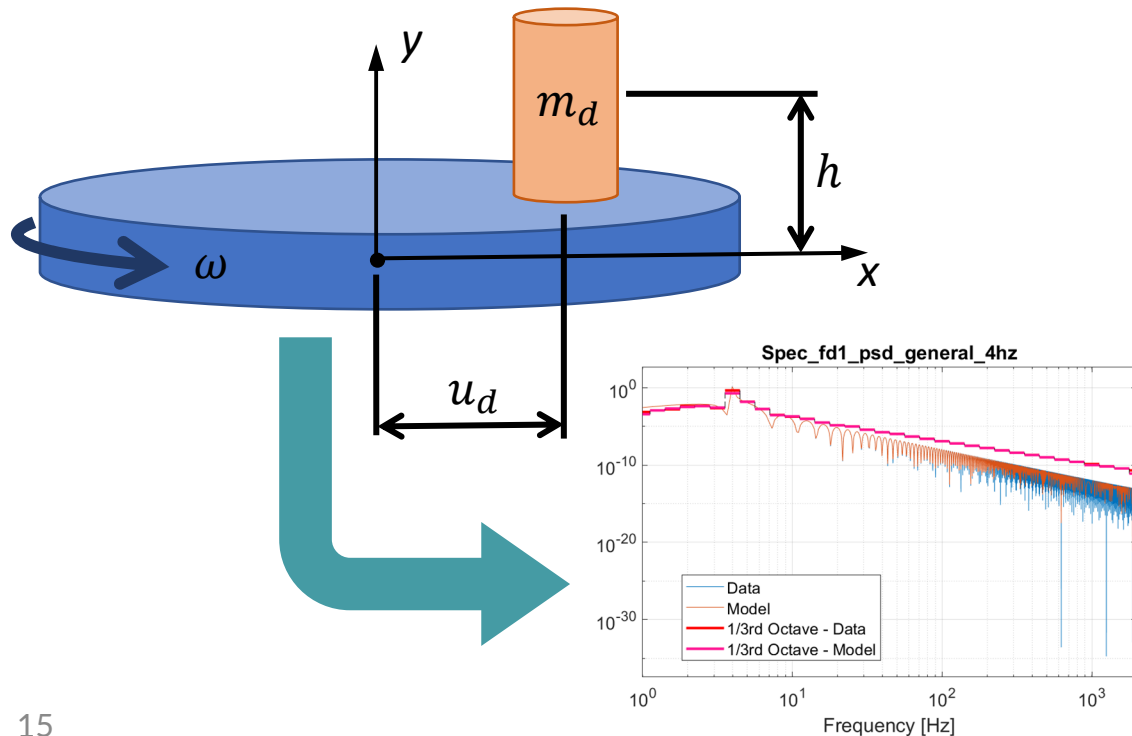 y
m_d
h
ω
x
u_d
Spec_fd1_psd_general_4hz
10^0
10^-10
10^-20
10^-30
Data
Model
1/3rd Octave - Data
1/3rd Octave - Model
10^0 10^1 10^2 10^3
Frequency [Hz]
15